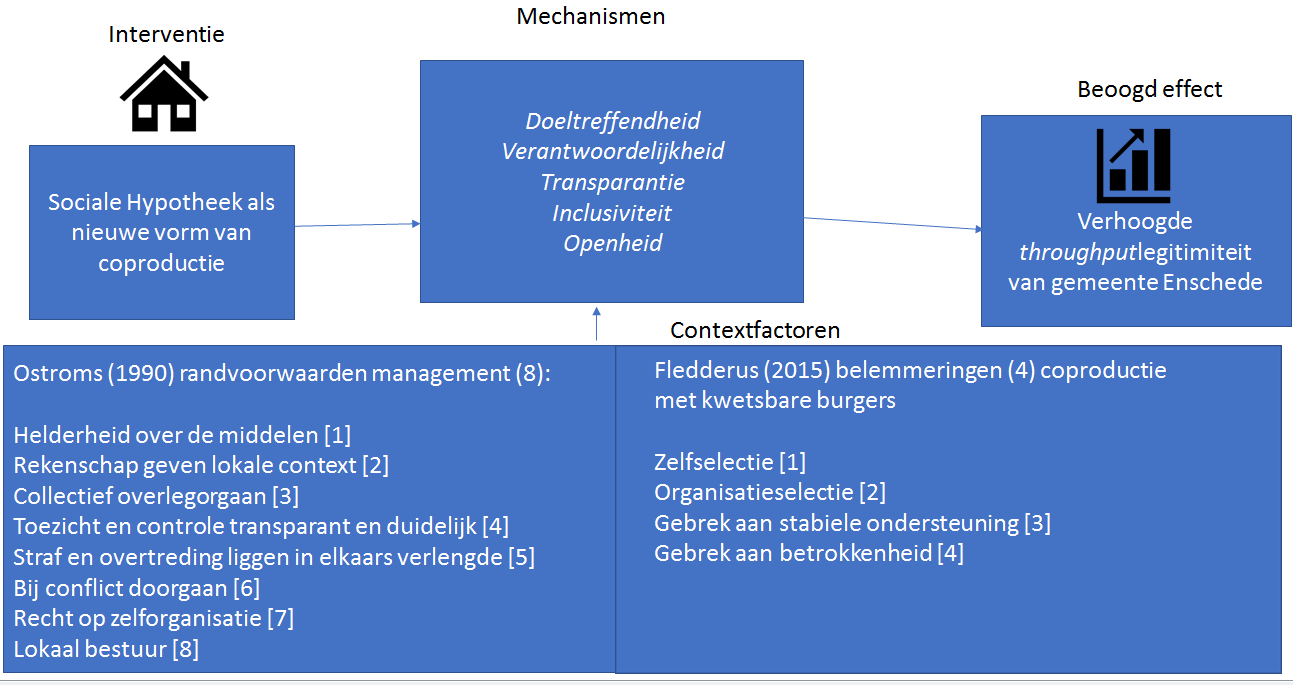 Interventie
Mechanismen
Beoogd effect
Sociale Hypotheek als
nieuwe vorm van
coproductie
Doeltreffendheid
Verantwoordelijkheid
Transparantie
Inclusiviteit
Openheid
Verhoogde
throughputlegitimiteit
van gemeente Enschede
Contextfactoren
Ostroms (1990) randvoorwaarden management (8):
Helderheid over de middelen [1]
Rekenschap geven lokale context [2]
Collectief overlegorgaan [3]
Toezicht en controle transparant en duidelijk [4]
Straf en overtreding liggen in elkaars verlengde [5]
Bij conflict doorgaan [6]
Recht op zelforganisatie [7]
Lokaal bestuur [8]
Fledderus (2015) belemmeringen (4) coproductie
met kwetsbare burgers
Zelfselectie [1]
Organisatieselectie [2]
Gebrek aan stabiele ondersteuning [3]
Gebrek aan betrokkenheid [4]